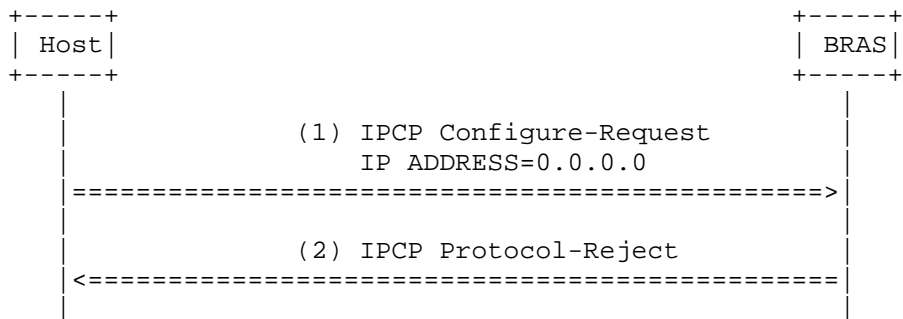 Host BRAS
(1) IPCP Configure-Request
IP ADDRESS=0.0.0.0
(2) IPCP Protocol-Reject